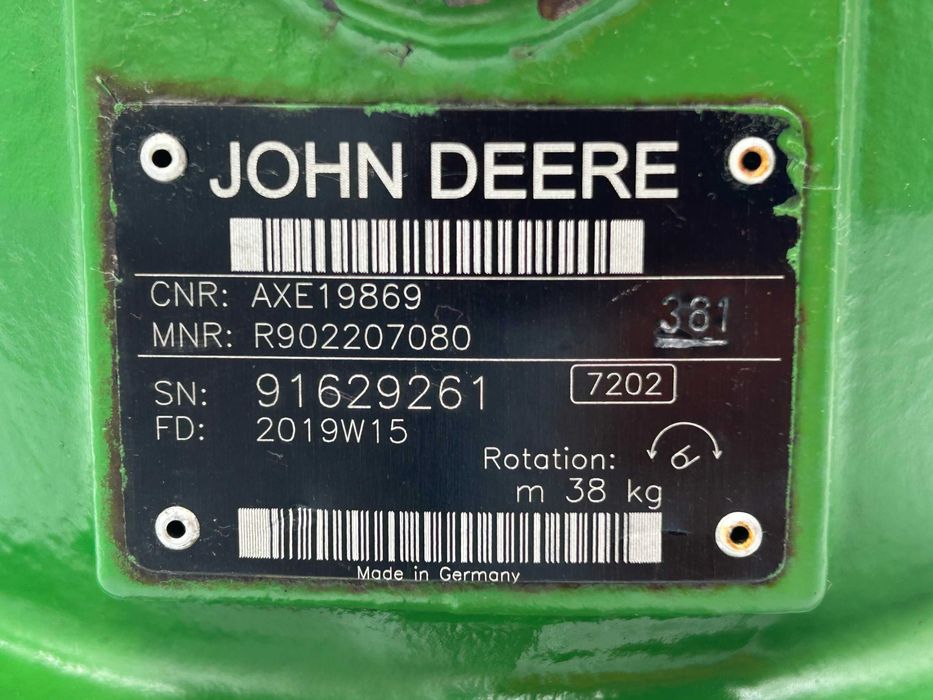 JOHN DEERE
CNR: AXE19869
MNR: R902207080
381
SN: 91629261
7202
FD: 2019W15
Rotation:
m 38 kg
Made in Germany